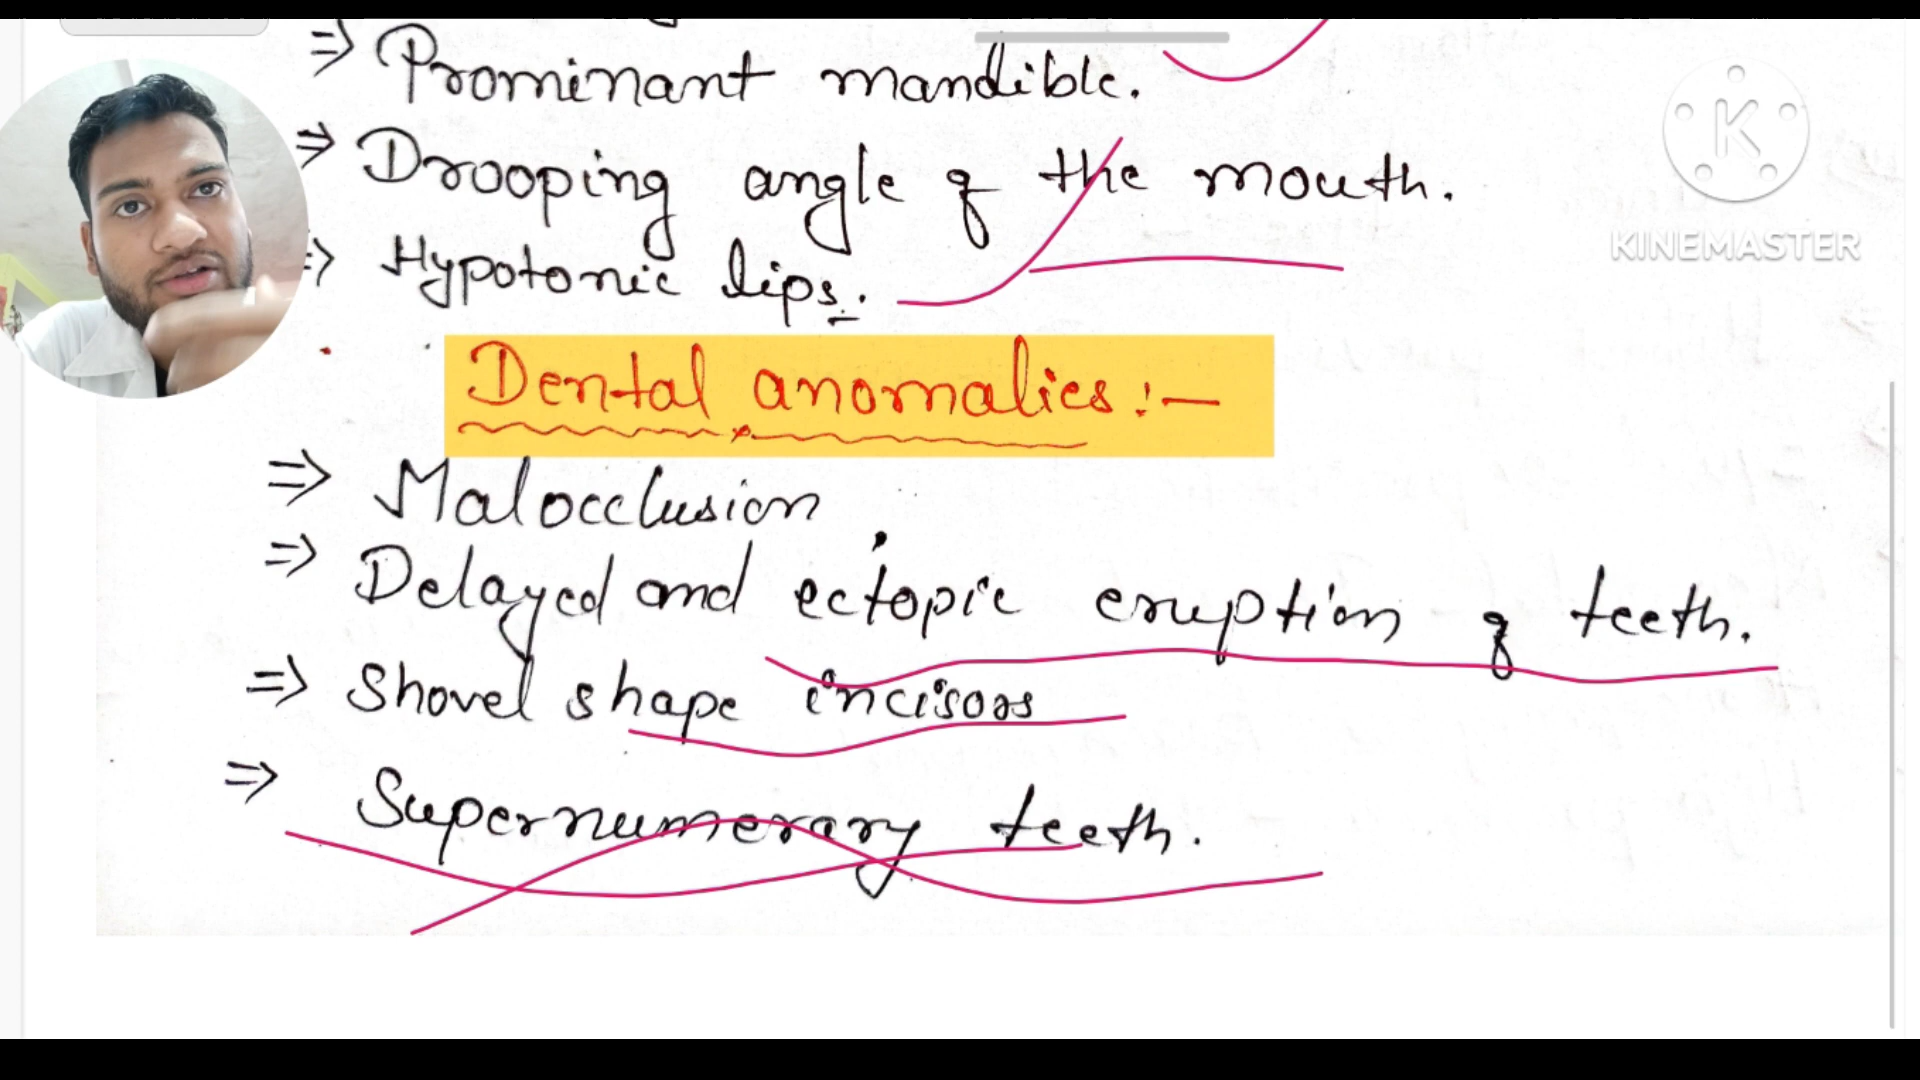 ⇒ Prominant mandible.
⇒ Drooping angle of the mouth.
⇒ Hypotonic lips.
Dental anomalies :-
⇒ Malocclusion
⇒ Delayed and ectopic eruption of teeth.
⇒ Shovel shape incisors
⇒ Supernumerary teeth.
K
KINEMASTER